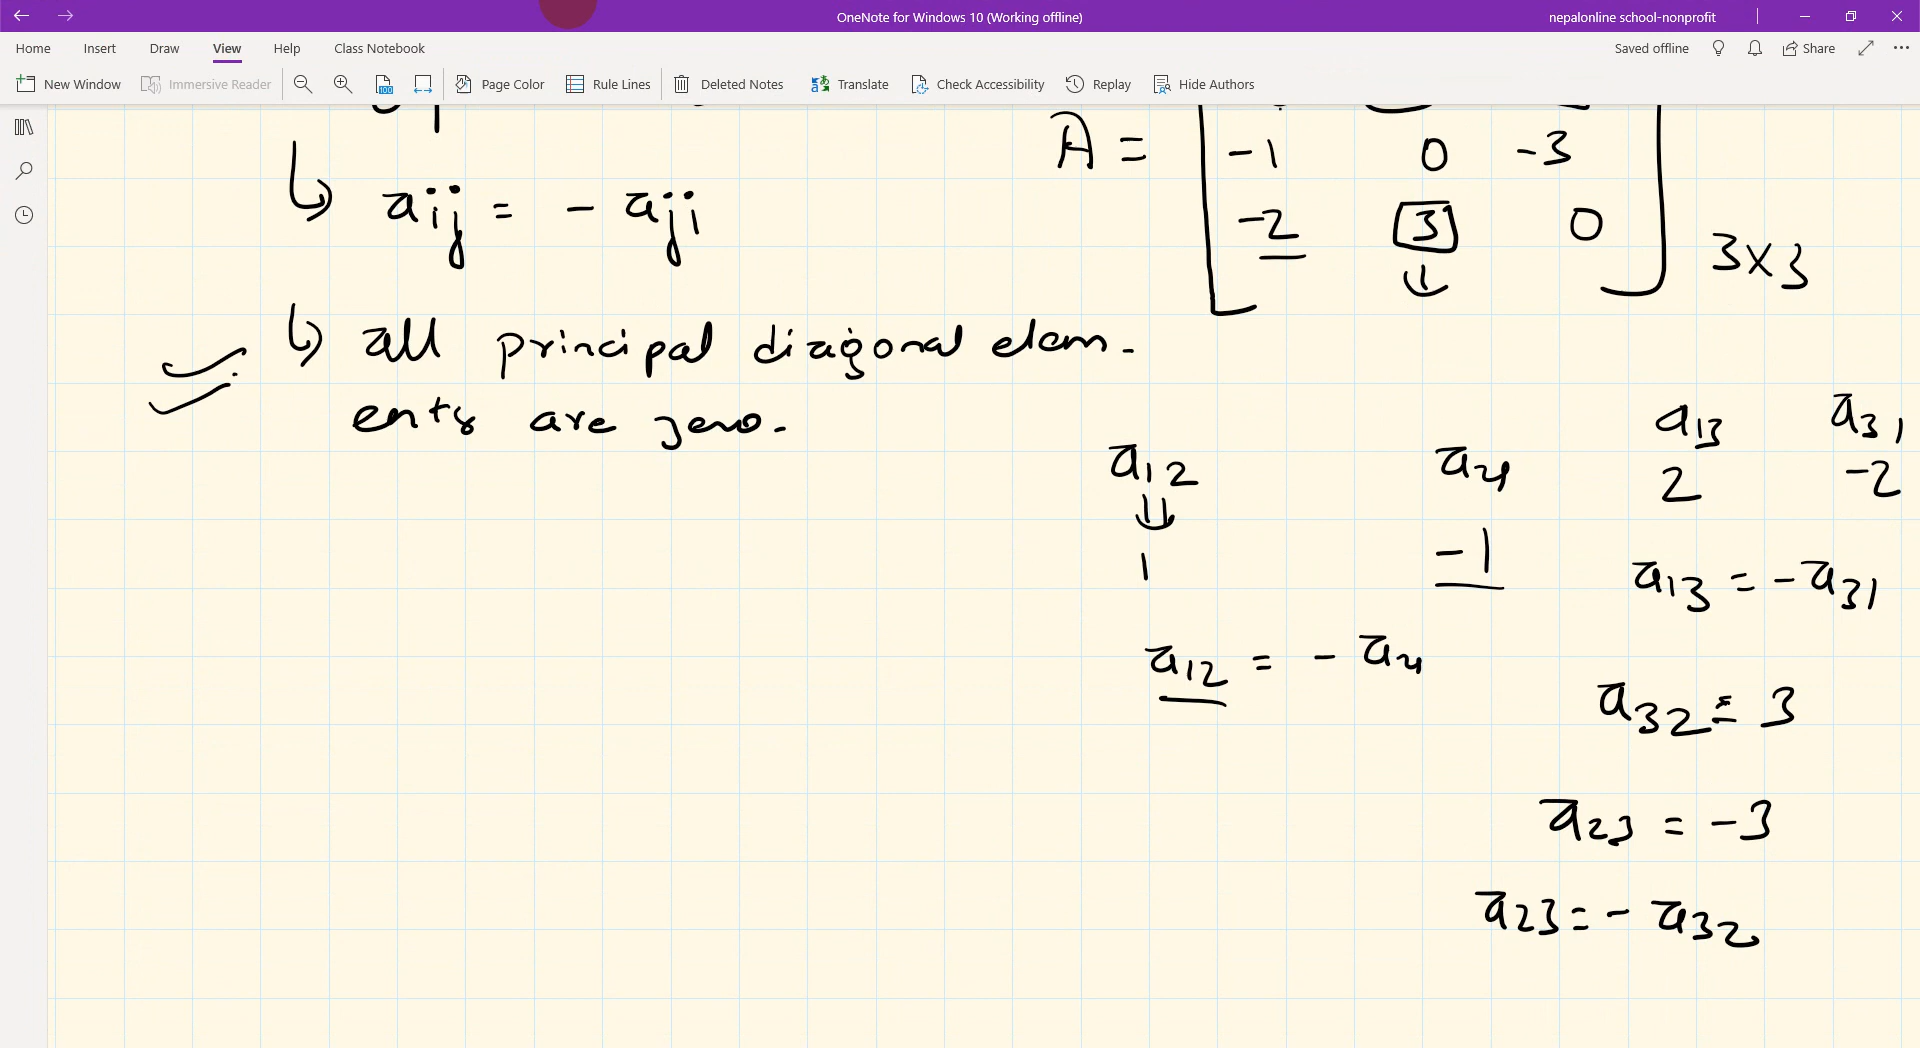 OneNote for Windows 10 (Working offline)
nepalonline school-nonprofit
Home Insert Draw View Help Class Notebook
Saved offline Share
New Window Immersive Reader 100 Page Color Rule Lines Deleted Notes Translate Check Accessibility Replay Hide Authors
A =
-1 0 -3
-2 3 0
3×3
aij = - aji
all principal diagonal elem-
ents are zero.
a12 a21
1 -1
a12 = - a21
a13 a31
2 -2
a13 = -a31
a32 = 3
a23 = -3
a23 = - a32